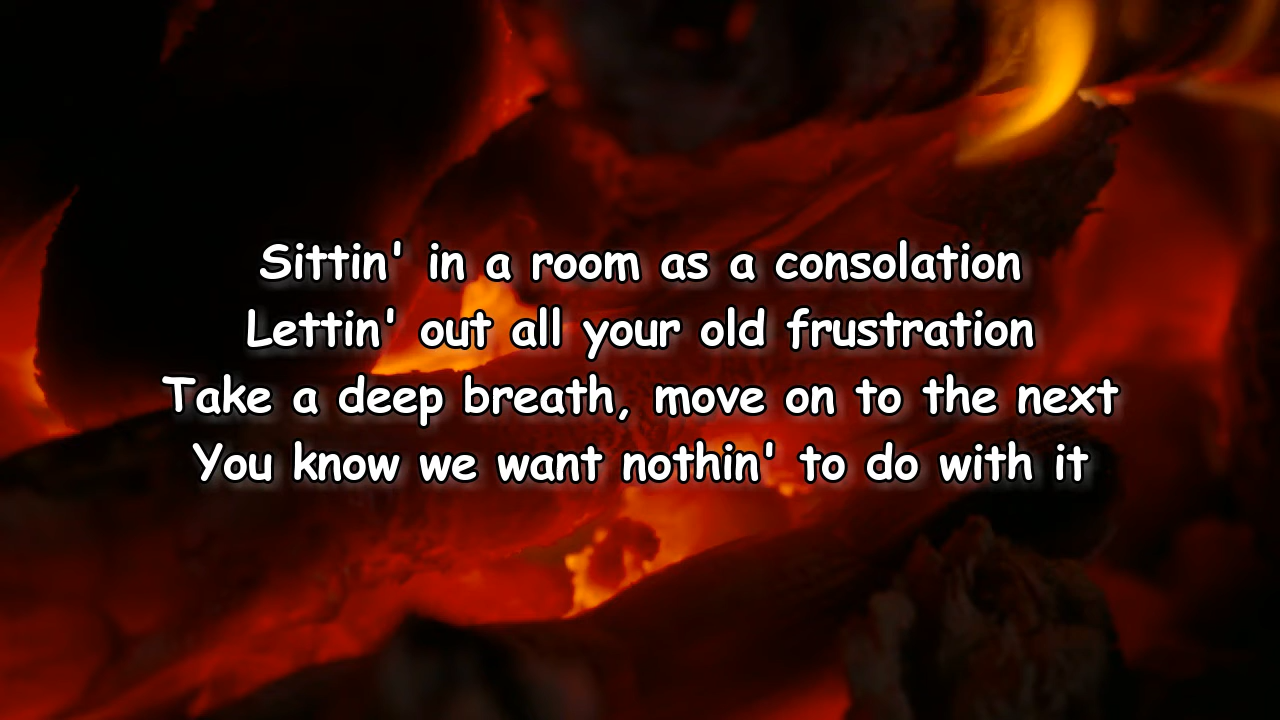 Sittin' in a room as a consolation
Lettin' out all your old frustration
Take a deep breath, move on to the next
You know we want nothin' to do with it